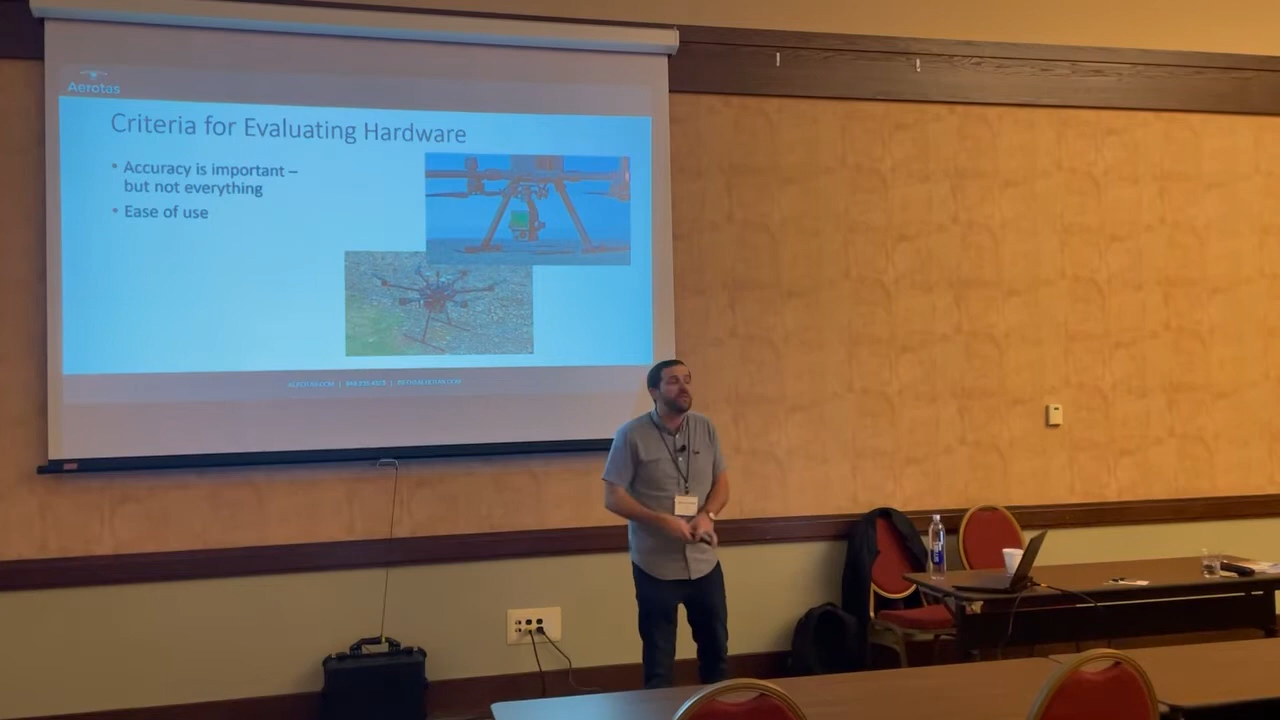 Aerotas
Criteria for Evaluating Hardware
• Accuracy is important –
but not everything
• Ease of use